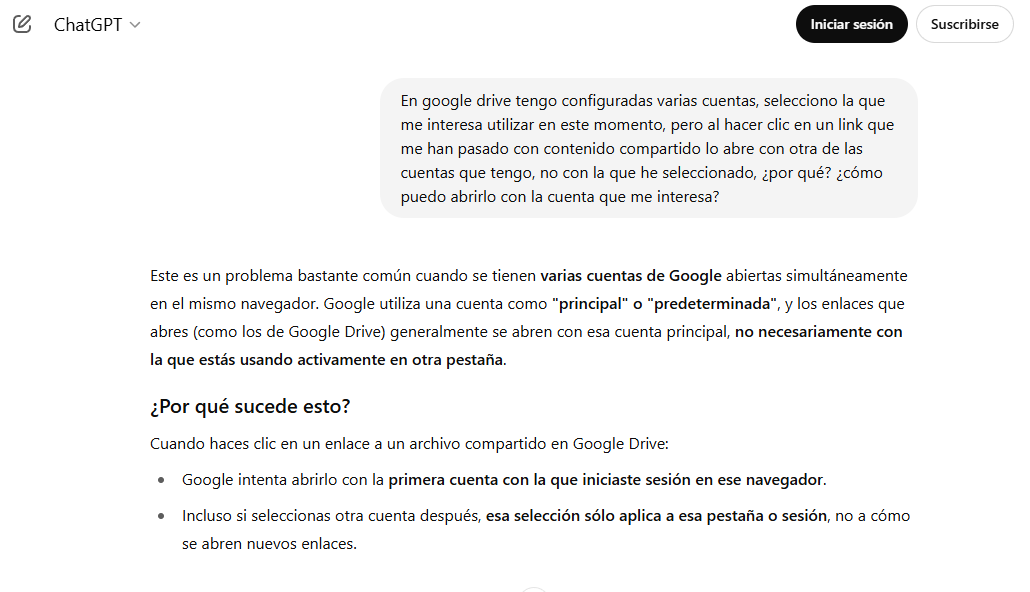 ChatGPT
Iniciar sesión
Suscribirse
En google drive tengo configuradas varias cuentas, selecciono la que
me interesa utilizar en este momento, pero al hacer clic en un link que
me han pasado con contenido compartido lo abre con otra de las
cuentas que tengo, no con la que he seleccionado, ¿por qué? ¿cómo
puedo abrirlo con la cuenta que me interesa?
Este es un problema bastante común cuando se tienen varias cuentas de Google abiertas simultáneamente
en el mismo navegador. Google utiliza una cuenta como "principal" o "predeterminada", y los enlaces que
abres (como los de Google Drive) generalmente se abren con esa cuenta principal, no necesariamente con
la que estás usando activamente en otra pestaña.
¿Por qué sucede esto?
Cuando haces clic en un enlace a un archivo compartido en Google Drive:
• Google intenta abrirlo con la primera cuenta con la que iniciaste sesión en ese navegador.
• Incluso si seleccionas otra cuenta después, esa selección sólo aplica a esa pestaña o sesión, no a cómo
se abren nuevos enlaces.